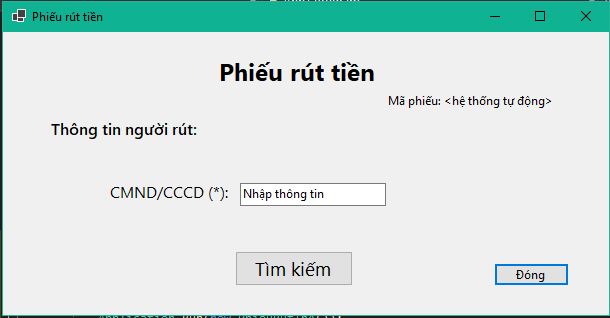 Phiếu rút tiền
Phiếu rút tiền
Mã phiếu: <hệ thống tự động>
Thông tin người rút:
CMND/CCCD (*): Nhập thông tin
Tìm kiếm
Đóng